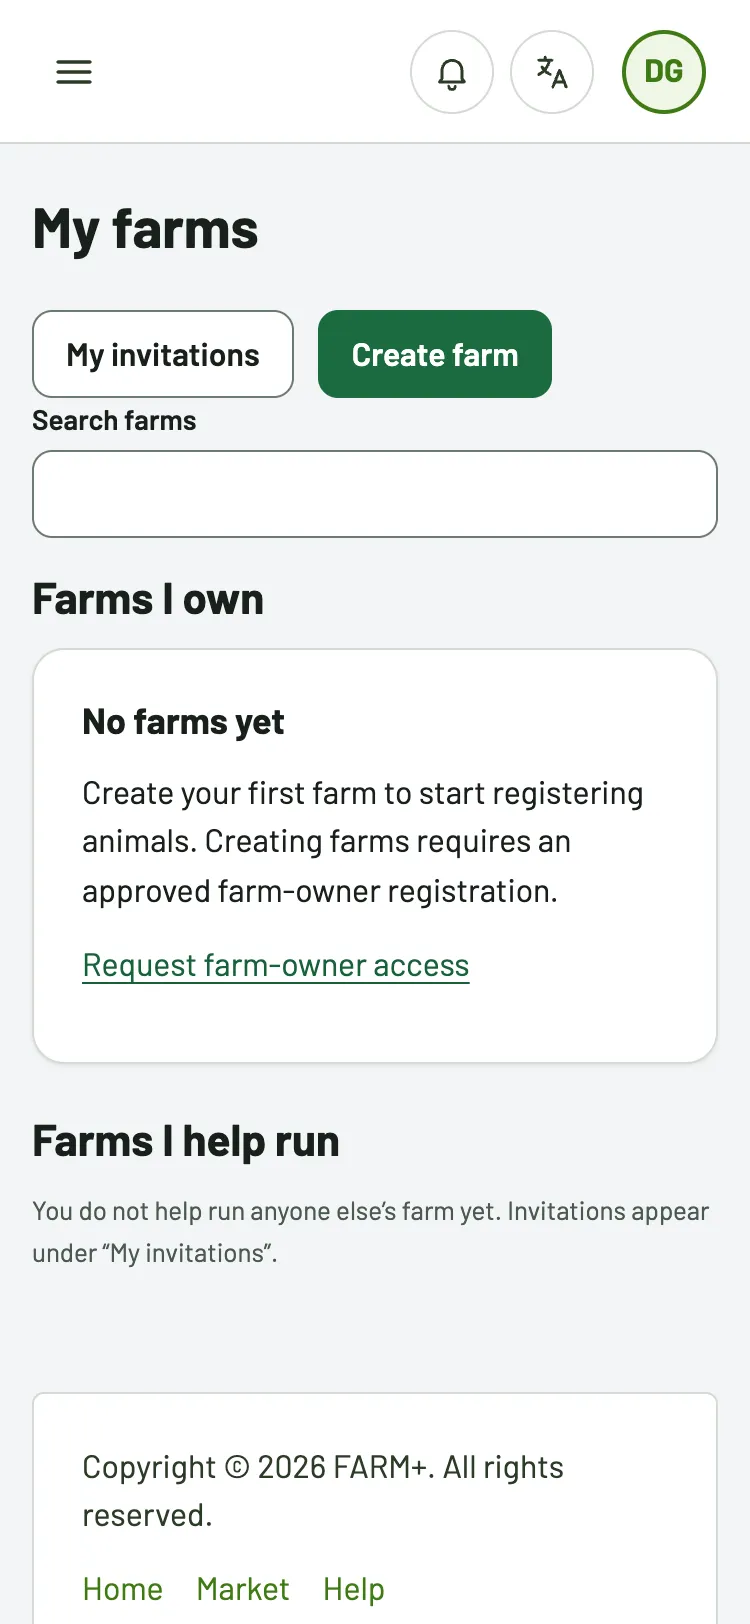 DG
My farms
My invitations
Create farm
Search farms
Farms I own
No farms yet
Create your first farm to start registering
animals. Creating farms requires an
approved farm-owner registration.
Request farm-owner access
Farms I help run
You do not help run anyone else’s farm yet. Invitations appear
under “My invitations”.
Copyright © 2026 FARM+. All rights
reserved.
Home Market Help